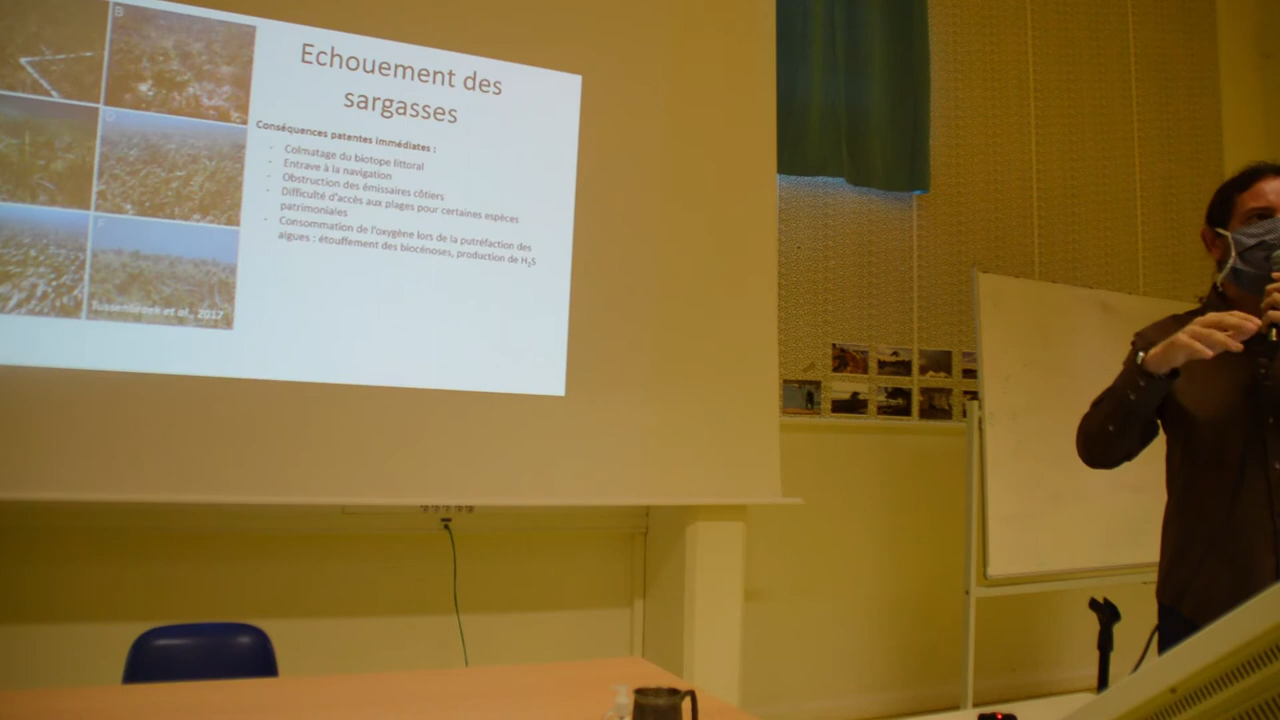 B
D
F
Tussenbroek et al., 2017
Echouement des
sargasses
Conséquences patentes immédiates :
- Colmatage du biotope littoral
- Entrave à la navigation
- Obstruction des émissaires côtiers
- Difficulté d'accès aux plages pour certaines espèces
patrimoniales
- Consommation de l'oxygène lors de la putréfaction des
algues : étouffement des biocénoses, production de H₂S